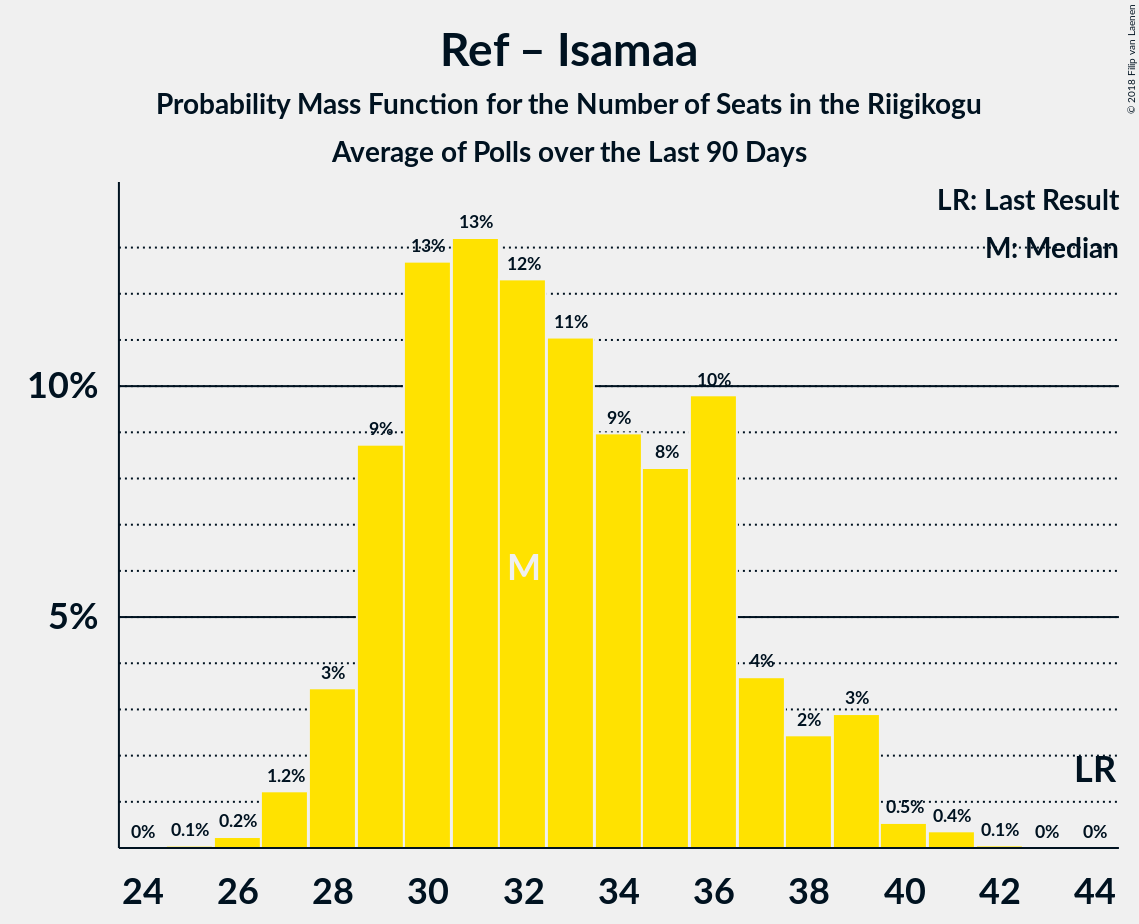 Ref – Isamaa
Probability Mass Function for the Number of Seats in the Riigikogu
Average of Polls over the Last 90 Days
© 2018 Filip van Laenen
LR: Last Result
M: Median
10%
5%
0%
0.1%
0.2%
1.2%
3%
9%
13%
13%
12%
11%
9%
8%
10%
4%
2%
3%
0.5%
0.4%
0.1%
0%
0%
M
LR
24 26 28 30 32 34 36 38 40 42 44